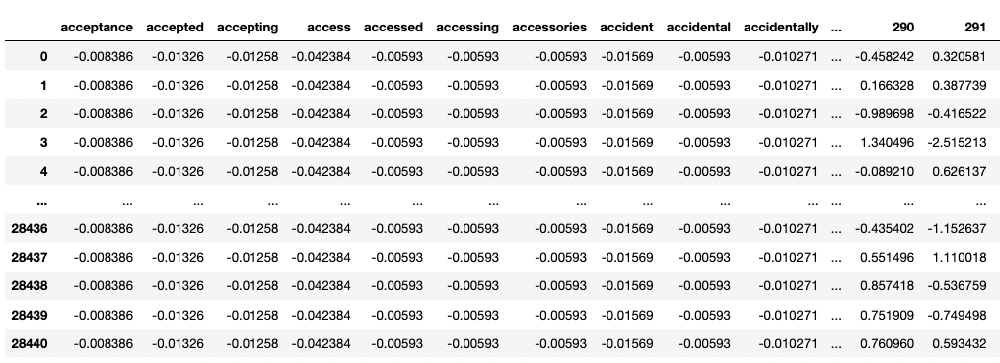 acceptance accepted accepting access accessed accessing accessories accident accidental accidentally ... 290 291
0 -0.008386 -0.01326 -0.01258 -0.042384 -0.00593 -0.00593 -0.00593 -0.01569 -0.00593 -0.010271 ... -0.458242 0.320581
1 -0.008386 -0.01326 -0.01258 -0.042384 -0.00593 -0.00593 -0.00593 -0.01569 -0.00593 -0.010271 ... 0.166328 0.387739
2 -0.008386 -0.01326 -0.01258 -0.042384 -0.00593 -0.00593 -0.00593 -0.01569 -0.00593 -0.010271 ... -0.989698 -0.416522
3 -0.008386 -0.01326 -0.01258 -0.042384 -0.00593 -0.00593 -0.00593 -0.01569 -0.00593 -0.010271 ... 1.340496 -2.515213
4 -0.008386 -0.01326 -0.01258 -0.042384 -0.00593 -0.00593 -0.00593 -0.01569 -0.00593 -0.010271 ... -0.089210 0.626137
... ... ... ... ... ... ... ... ... ... ... ... ... ...
28436 -0.008386 -0.01326 -0.01258 -0.042384 -0.00593 -0.00593 -0.00593 -0.01569 -0.00593 -0.010271 ... -0.435402 -1.152637
28437 -0.008386 -0.01326 -0.01258 -0.042384 -0.00593 -0.00593 -0.00593 -0.01569 -0.00593 -0.010271 ... 0.551496 1.110018
28438 -0.008386 -0.01326 -0.01258 -0.042384 -0.00593 -0.00593 -0.00593 -0.01569 -0.00593 -0.010271 ... 0.857418 -0.536759
28439 -0.008386 -0.01326 -0.01258 -0.042384 -0.00593 -0.00593 -0.00593 -0.01569 -0.00593 -0.010271 ... 0.751909 -0.749498
28440 -0.008386 -0.01326 -0.01258 -0.042384 -0.00593 -0.00593 -0.00593 -0.01569 -0.00593 -0.010271 ... 0.760960 0.593432